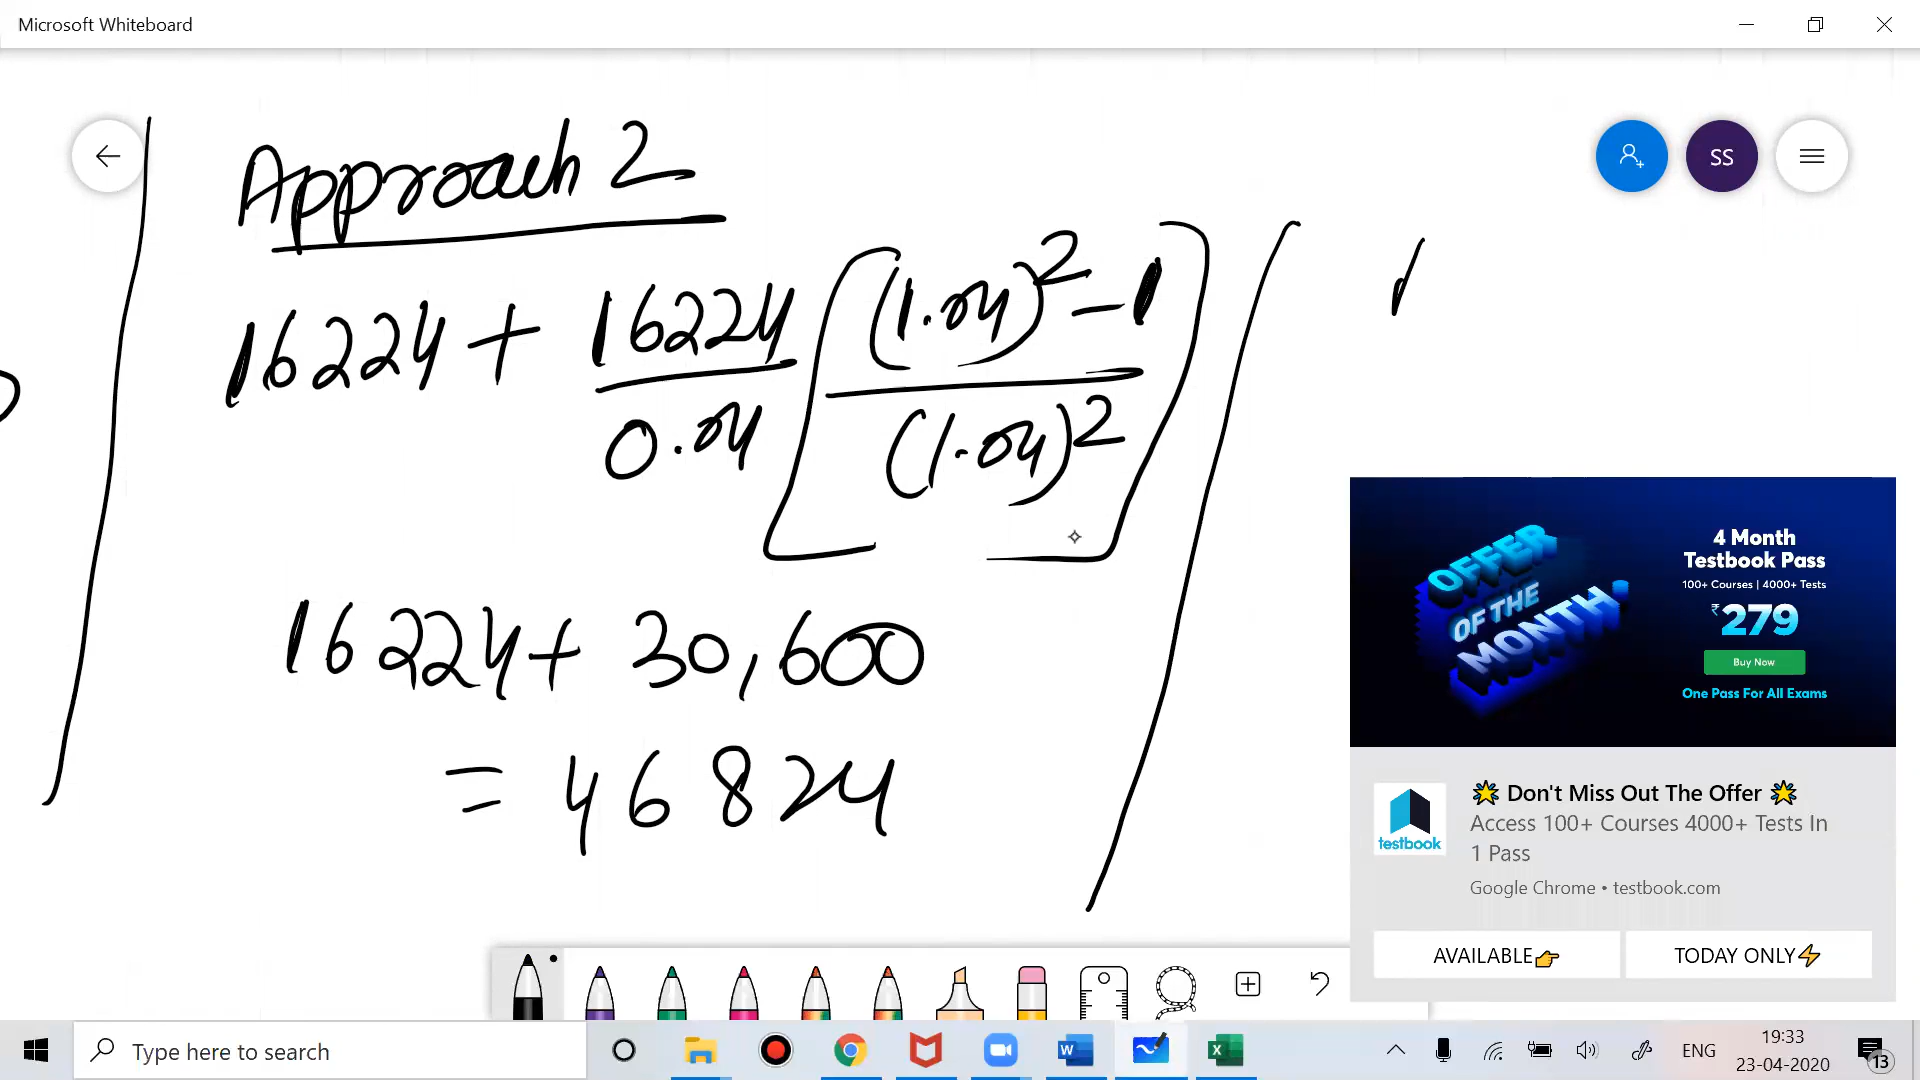 Microsoft Whiteboard
Approach 2
SS
16224 + 16224/0.04 [(1.04)² - 1/(1.04)²]
16224 + 30,600
= 46824
OFFER OF THE MONTH
4 Month
Testbook Pass
100+ Courses | 4000+ Tests
₹279
Buy Now
One Pass For All Exams
testbook
🌟 Don't Miss Out The Offer 🌟
Access 100+ Courses 4000+ Tests In
1 Pass
Google Chrome • testbook.com
AVAILABLE👉
TODAY ONLY⚡
Type here to search
W
X
ENG
19:33
23-04-2020
13